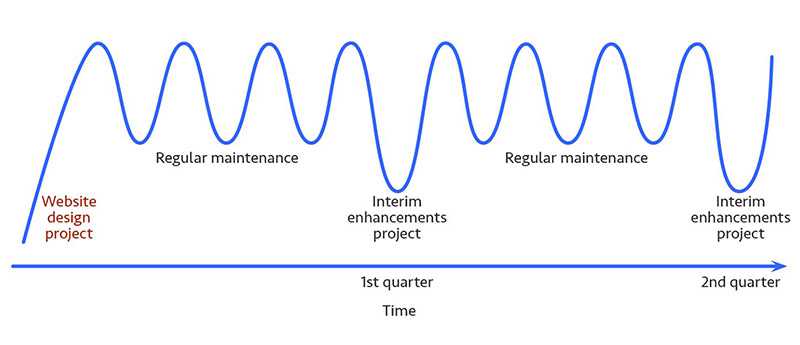 Regular maintenance
Regular maintenance
Website
design
project
Interim
enhancements
project
Interim
enhancements
project
1st quarter
2nd quarter
Time